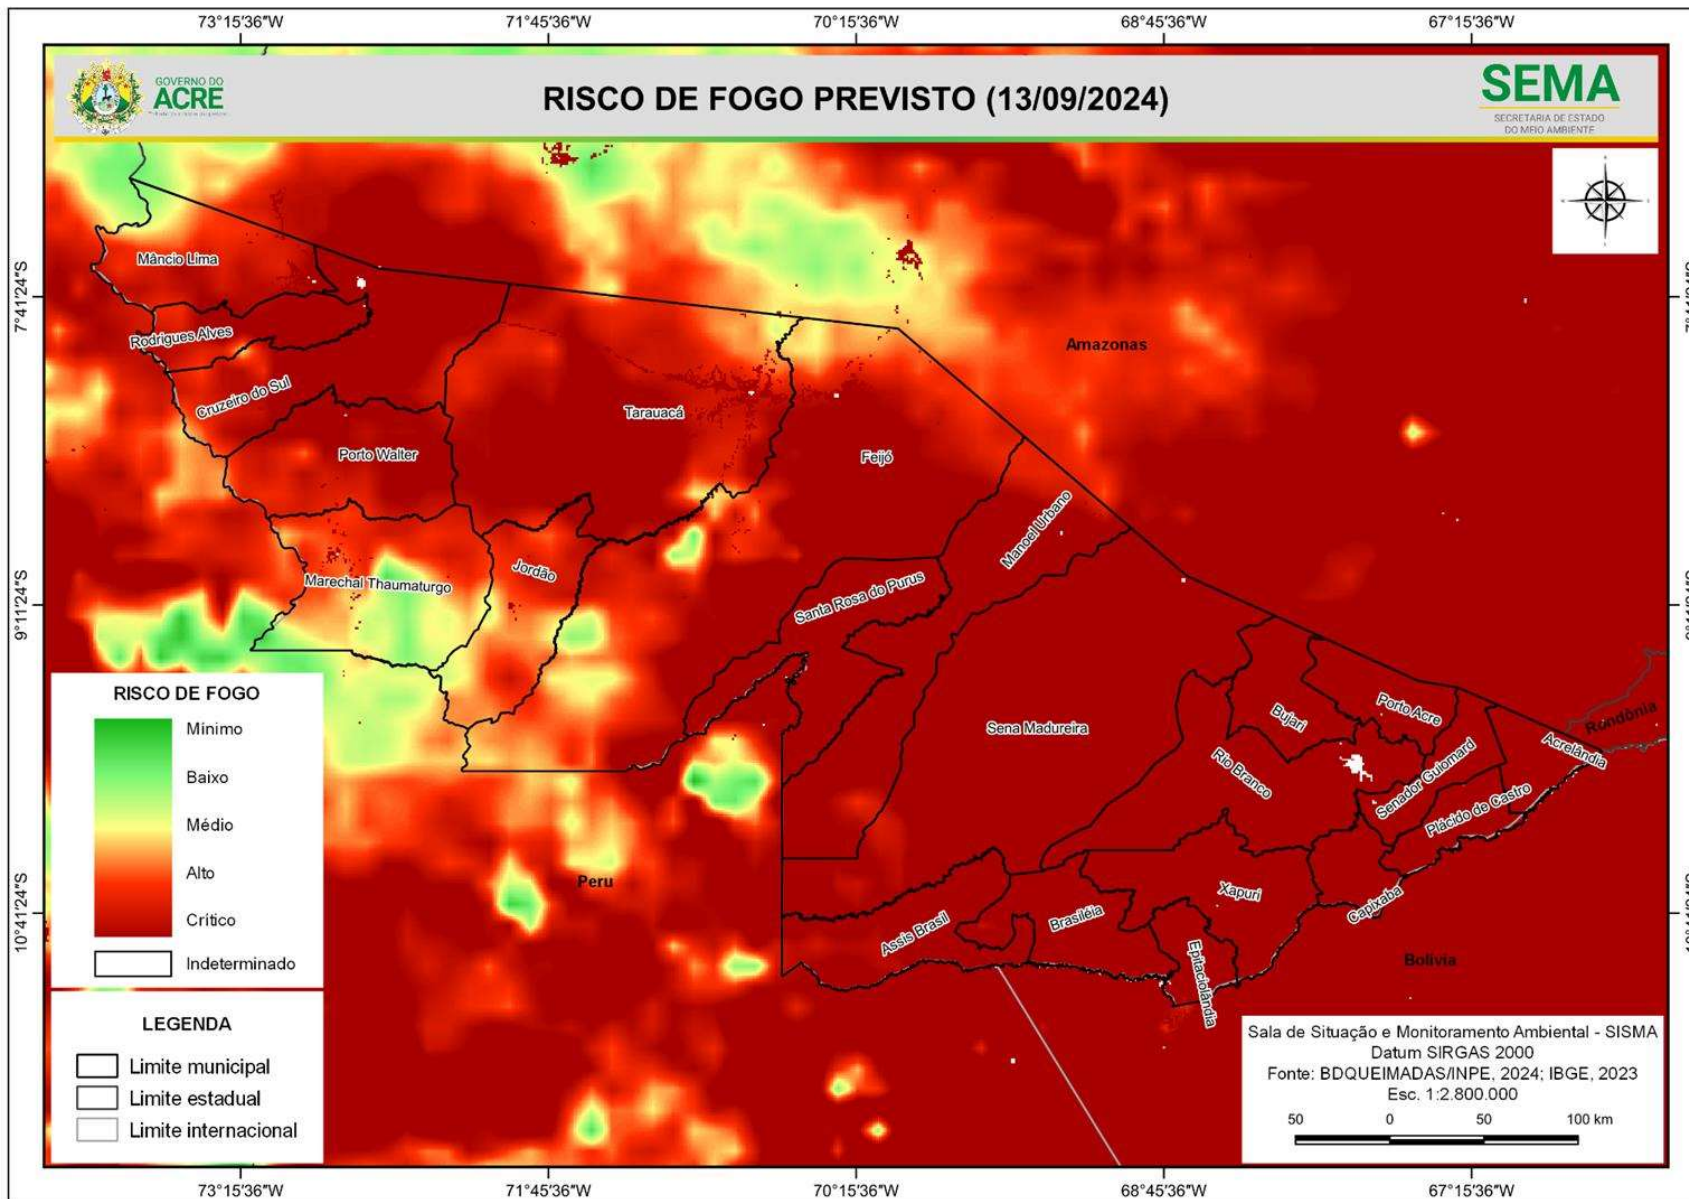 73°15'36"W
71°45'36"W
70°15'36"W
68°45'36"W
67°15'36"W
GOVERNO DO
ACRE
RISCO DE FOGO PREVISTO (13/09/2024)
SEMA
SECRETARIA DE ESTADO
DO MEIO AMBIENTE
Mâncio Lima
7°41'24"S
Rodrigues Alves
Amazonas
Cruzeiro do Sul
Tarauacá
Porto Walter
Feijó
Manoel Urbano
Jordão
Marechal Thaumaturgo
Santa Rosa do Purus
9°11'24"S
Sena Madureira
Bujari
Porto Acre
Rondônia
Acrelândia
Rio Branco
Senador Guiomard
Plácido de Castro
RISCO DE FOGO
Mínimo
Baixo
Médio
Alto
Crítico
Indeterminado
Peru
10°41'24"S
Xapuri
Capixaba
Brasiléia
Assis Brasil
Epitaciolândia
Bolívia
LEGENDA
Limite municipal
Limite estadual
Limite internacional
Sala de Situação e Monitoramento Ambiental - SISMA
Datum SIRGAS 2000
Fonte: BDQUEIMADAS/INPE, 2024; IBGE, 2023
Esc. 1:2.800.000
50 0 50 100 km
73°15'36"W
71°45'36"W
70°15'36"W
68°45'36"W
67°15'36"W